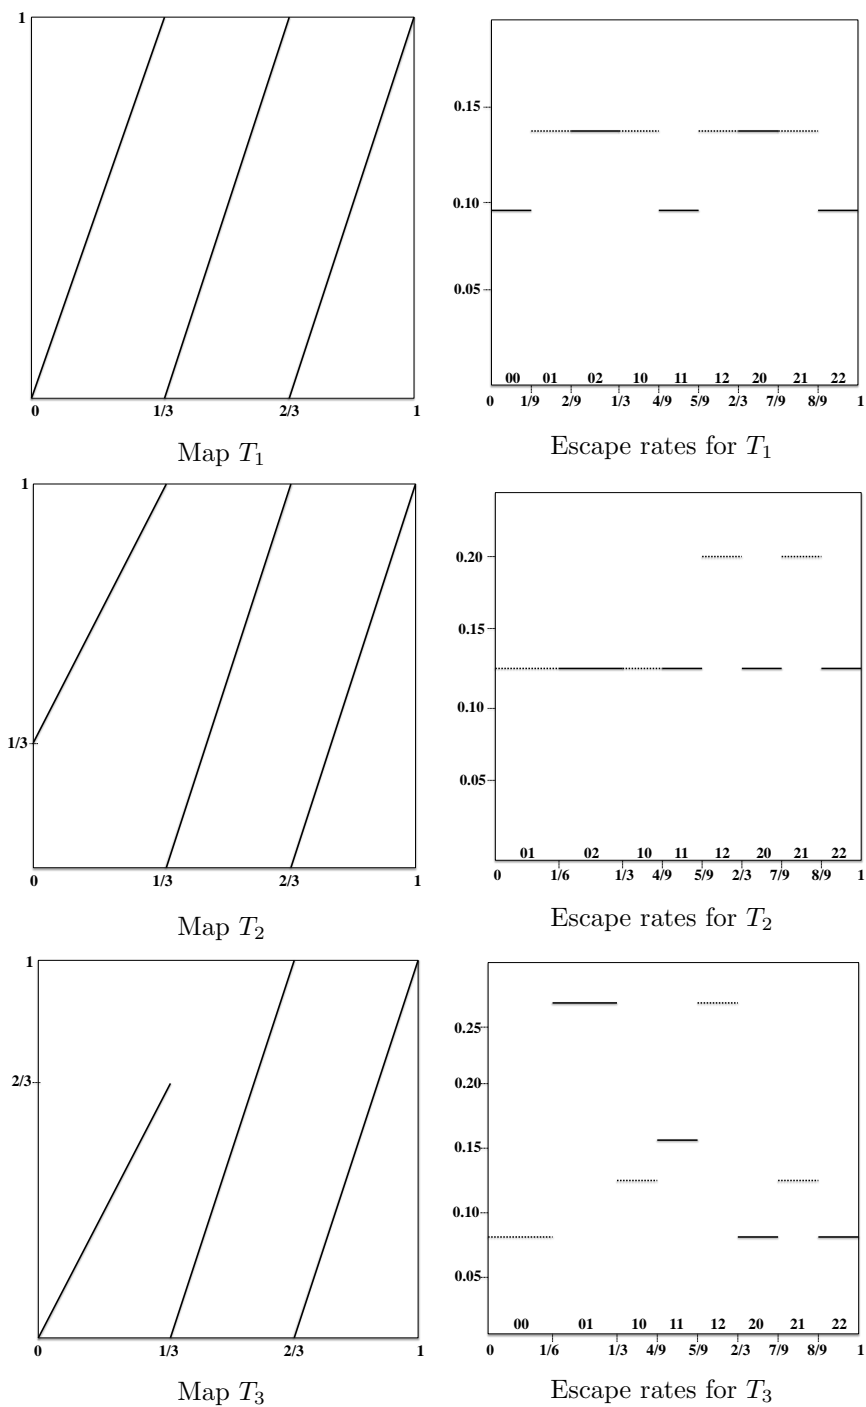 1
0 1/3 2/3 1
Map T₁
0.15
0.10
0.05
00 01 02 10 11 12 20 21 22
0 1/9 2/9 1/3 4/9 5/9 2/3 7/9 8/9 1
Escape rates for T₁
1
1/3
0 1/3 2/3 1
Map T₂
0.20
0.15
0.10
0.05
01 02 10 11 12 20 21 22
0 1/6 1/3 4/9 5/9 2/3 7/9 8/9 1
Escape rates for T₂
1
2/3
0 1/3 2/3 1
Map T₃
0.25
0.20
0.15
0.10
0.05
00 01 10 11 12 20 21 22
0 1/6 1/3 4/9 5/9 2/3 7/9 8/9 1
Escape rates for T₃